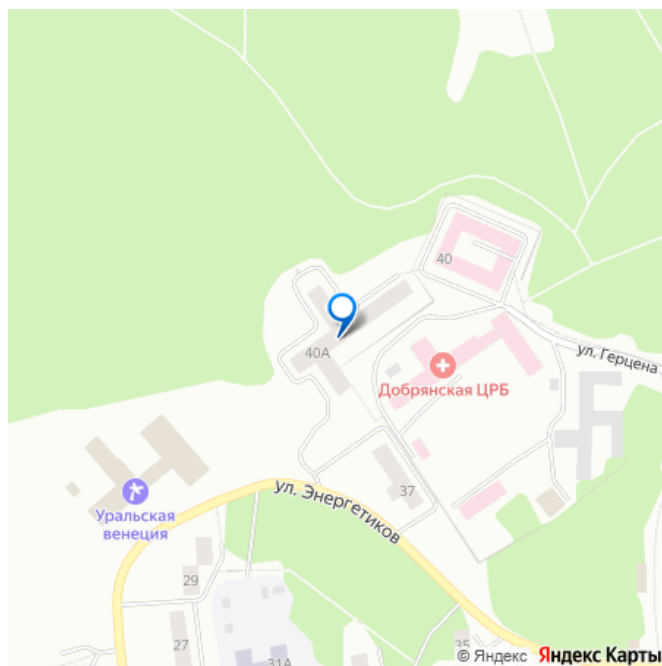 40
ул. Герцена
40А
Добрянская ЦРБ
37
ул. Энергетиков
Уральская
венеция
29
27
31А
35
© Яндекс Яндекс Карты